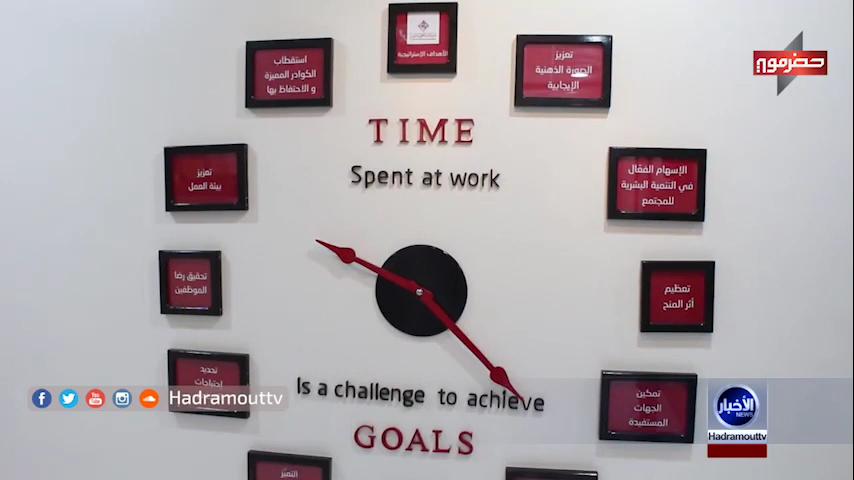 الأهداف الإستراتيجية
استقطاب
الكوادر المميزة
و الاحتفاظ بها
تعزيز
الصورة الذهنية
الإيجابية
حضرموت
TIME
Spent at work
تعزيز
بيئة العمل
الإسهام الفعّال
في التنمية البشرية
للمجتمع
تحقيق رضا
الموظفين
تعظيم
أثر المنح
تحديد
إحتياجات
تمكين
الجهات
المستفيدة
Is a challenge to achieve
GOALS
Hadramouttv
الأخبار
NEWS
Hadramouttv
التميّز